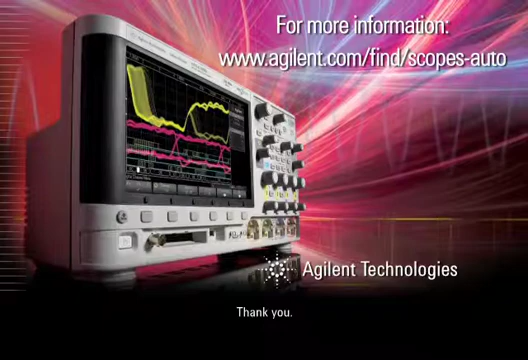 For more information:
www.agilent.com/find/scopes-auto
Agilent Technologies
Thank you.